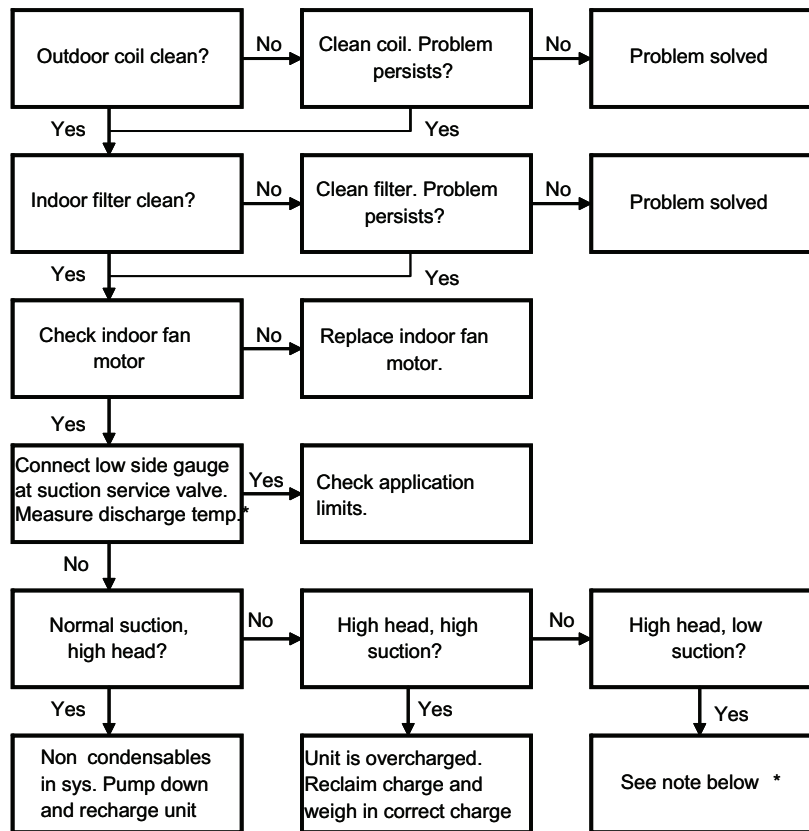 Outdoor coil clean?
No
Clean coil. Problem
persists?
No
Problem solved
Yes
Yes
Indoor filter clean?
No
Clean filter. Problem
persists?
No
Problem solved
Yes
Yes
Check indoor fan
motor
No
Replace indoor fan
motor.
Yes
Connect low side gauge
at suction service valve.
Measure discharge temp.*
Yes
Check application
limits.
No
Normal suction,
high head?
No
High head, high
suction?
No
High head, low
suction?
Yes
Yes
Yes
Non condensables
in sys. Pump down
and recharge unit
Unit is overcharged.
Reclaim charge and
weigh in correct charge
See note below *